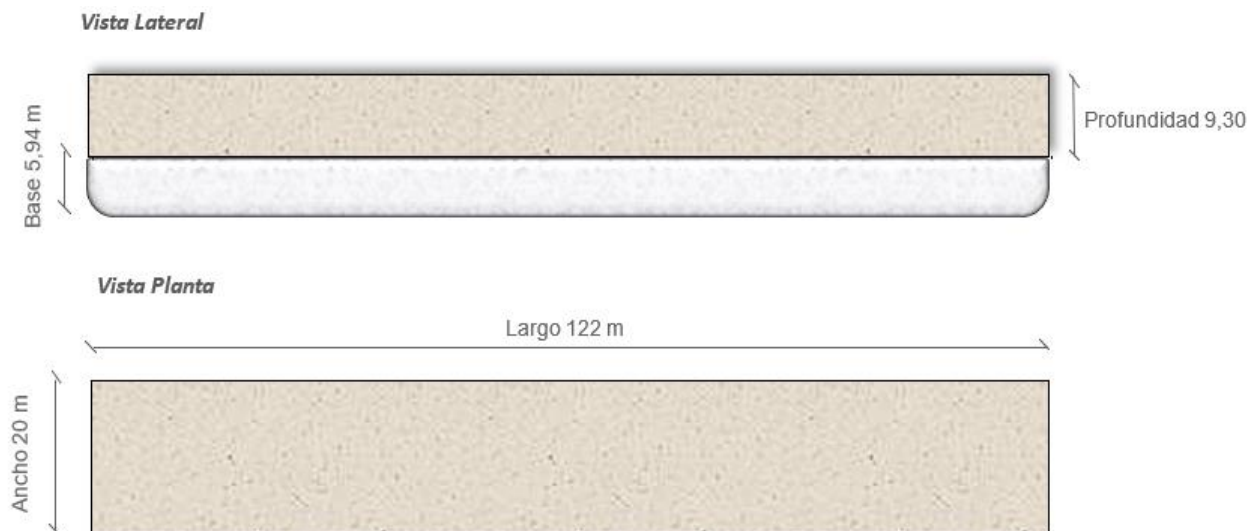 Vista Lateral
Base 5,94 m
Profundidad 9,30
Vista Planta
Largo 122 m
Ancho 20 m